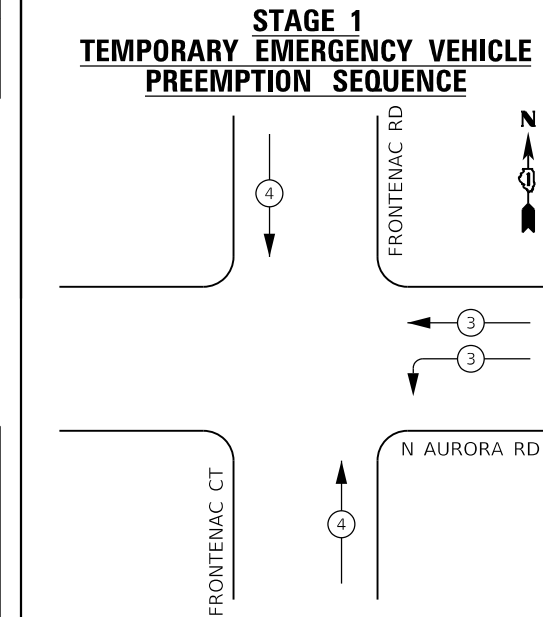 STAGE 1
TEMPORARY EMERGENCY VEHICLE
PREEMPTION SEQUENCE
N
FRONTENAC RD
4
3
3
N AURORA RD
4
FRONTENAC CT